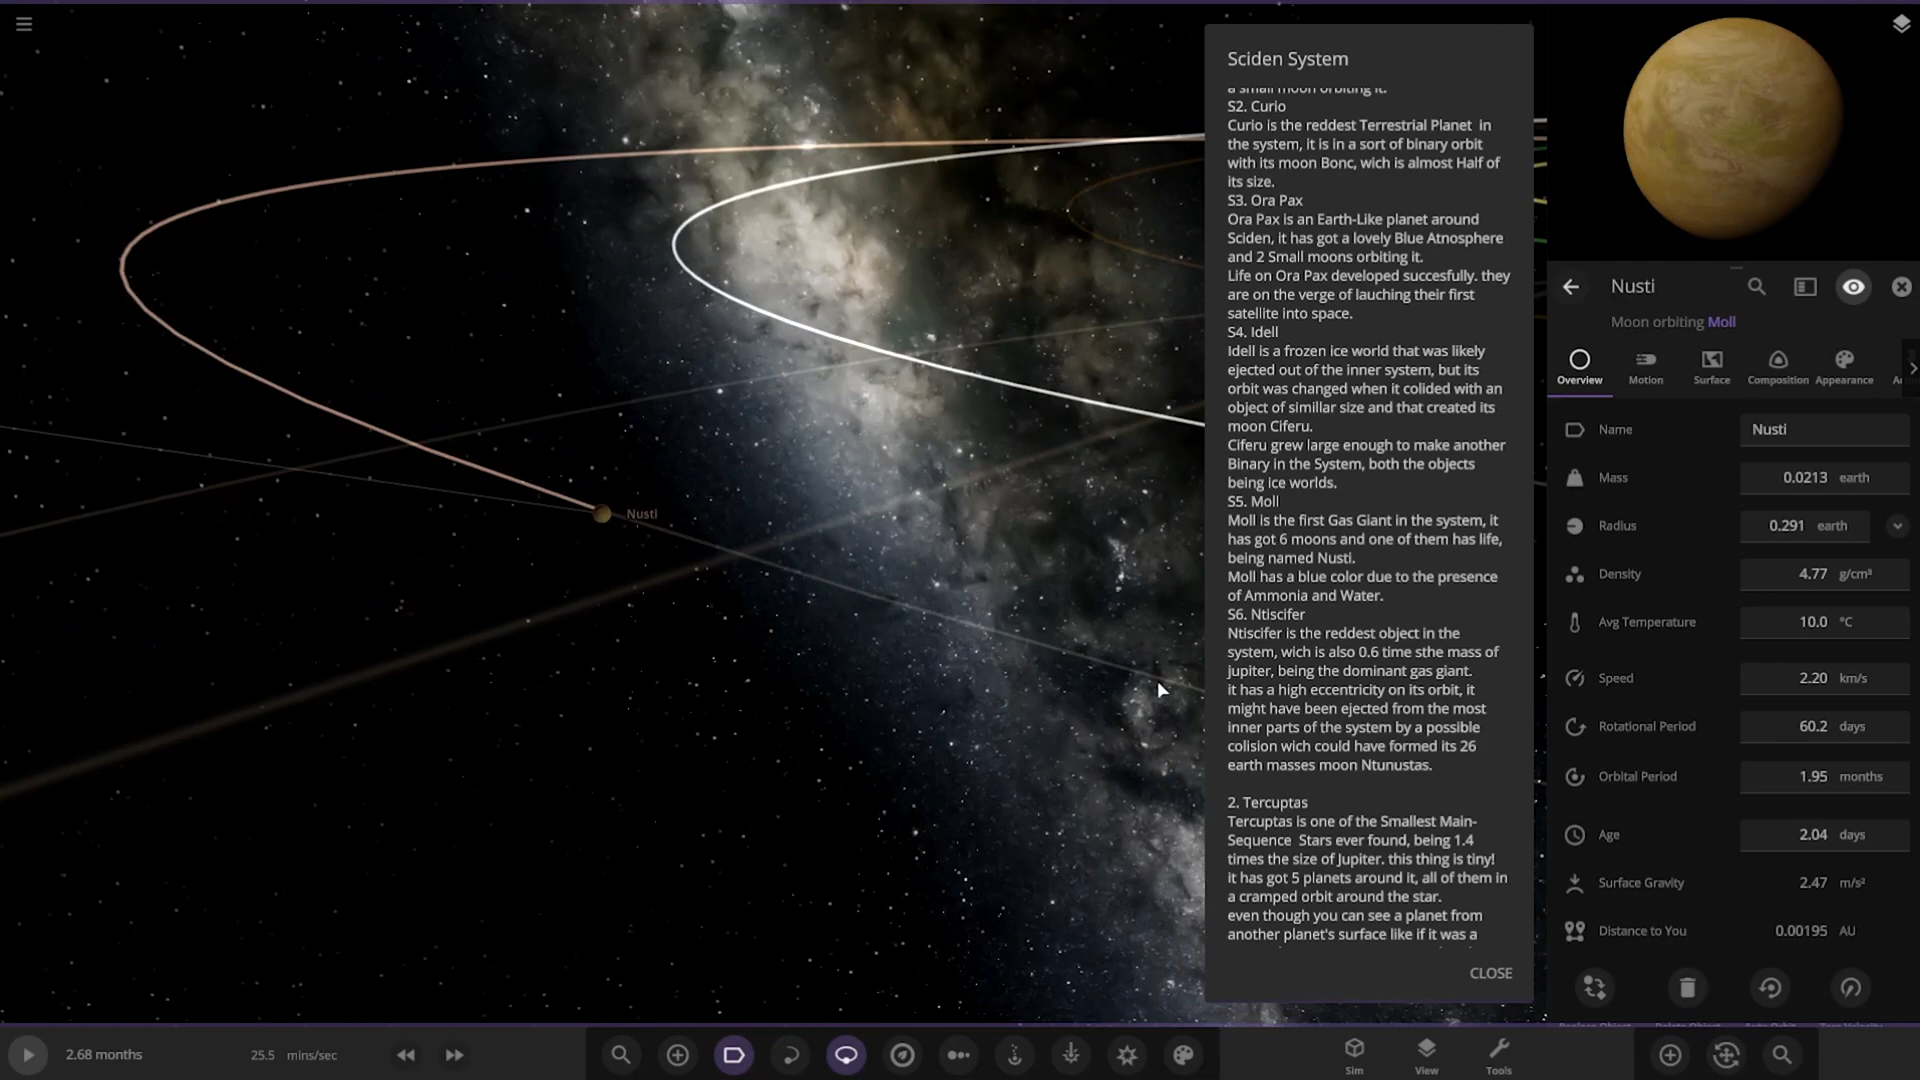 Sciden System
a small moon orbiting it.
S2. Curio
Curio is the reddest Terrestrial Planet in
the system, it is in a sort of binary orbit
with its moon Bonc, wich is almost Half of
its size.
S3. Ora Pax
Ora Pax is an Earth-Like planet around
Sciden, it has got a lovely Blue Atnosphere
and 2 Small moons orbiting it.
Life on Ora Pax developed succesfully. they
are on the verge of lauching their first
satellite into space.
S4. Idell
Idell is a frozen ice world that was likely
ejected out of the inner system, but its
orbit was changed when it colided with an
object of simillar size and that created its
moon Ciferu.
Ciferu grew large enough to make another
Binary in the System, both the objects
being ice worlds.
S5. Moll
Moll is the first Gas Giant in the system, it
has got 6 moons and one of them has life,
being named Nusti.
Moll has a blue color due to the presence
of Ammonia and Water.
S6. Ntiscifer
Ntiscifer is the reddest object in the
system, wich is also 0.6 time sthe mass of
jupiter, being the dominant gas giant.
it has a high eccentricity on its orbit, it
might have been ejected from the most
inner parts of the system by a possible
colision wich could have formed its 26
earth masses moon Ntunustas.
2. Tercuptas
Tercuptas is one of the Smallest Main-
Sequence Stars ever found, being 1.4
times the size of Jupiter. this thing is tiny!
it has got 5 planets around it, all of them in
a cramped orbit around the star.
even though you can see a planet from
another planet's surface like if it was a
CLOSE
Nusti
Nusti
Moon orbiting Moll
Overview Motion Surface Composition Appearance
Name Nusti
Mass 0.0213 earth
Radius 0.291 earth
Density 4.77 g/cm³
Avg Temperature 10.0 °C
Speed 2.20 km/s
Rotational Period 60.2 days
Orbital Period 1.95 months
Age 2.04 days
Surface Gravity 2.47 m/s²
Distance to You 0.00195 AU
2.68 months 25.5 mins/sec
Sim View Tools